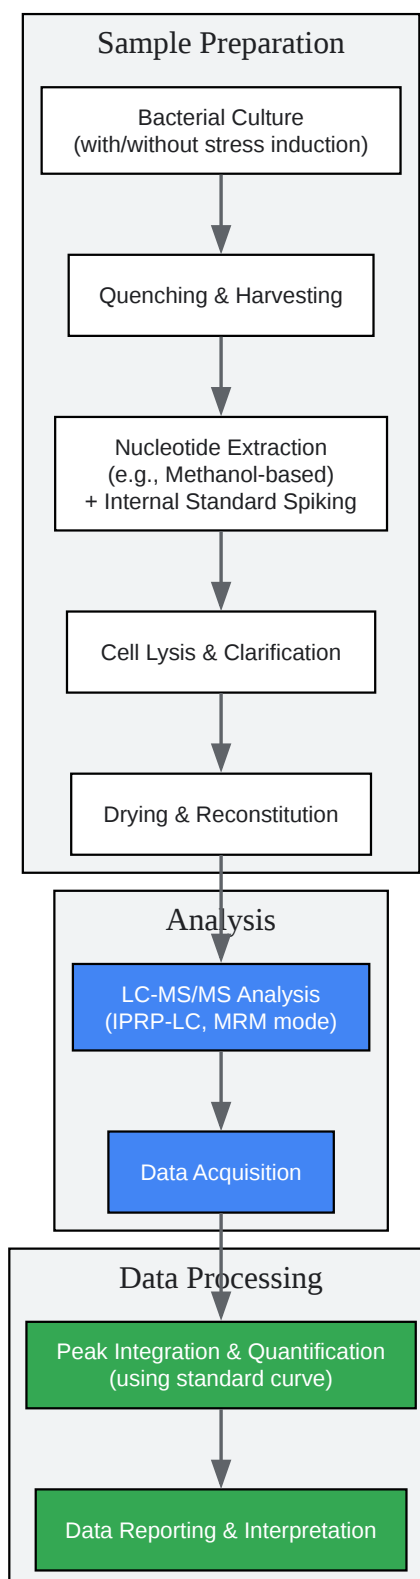 Sample Preparation
Bacterial Culture
(with/without stress induction)
Quenching & Harvesting
Nucleotide Extraction
(e.g., Methanol-based)
+ Internal Standard Spiking
Cell Lysis & Clarification
Drying & Reconstitution
Analysis
LC-MS/MS Analysis
(IPRP-LC, MRM mode)
Data Acquisition
Data Processing
Peak Integration & Quantification
(using standard curve)
Data Reporting & Interpretation